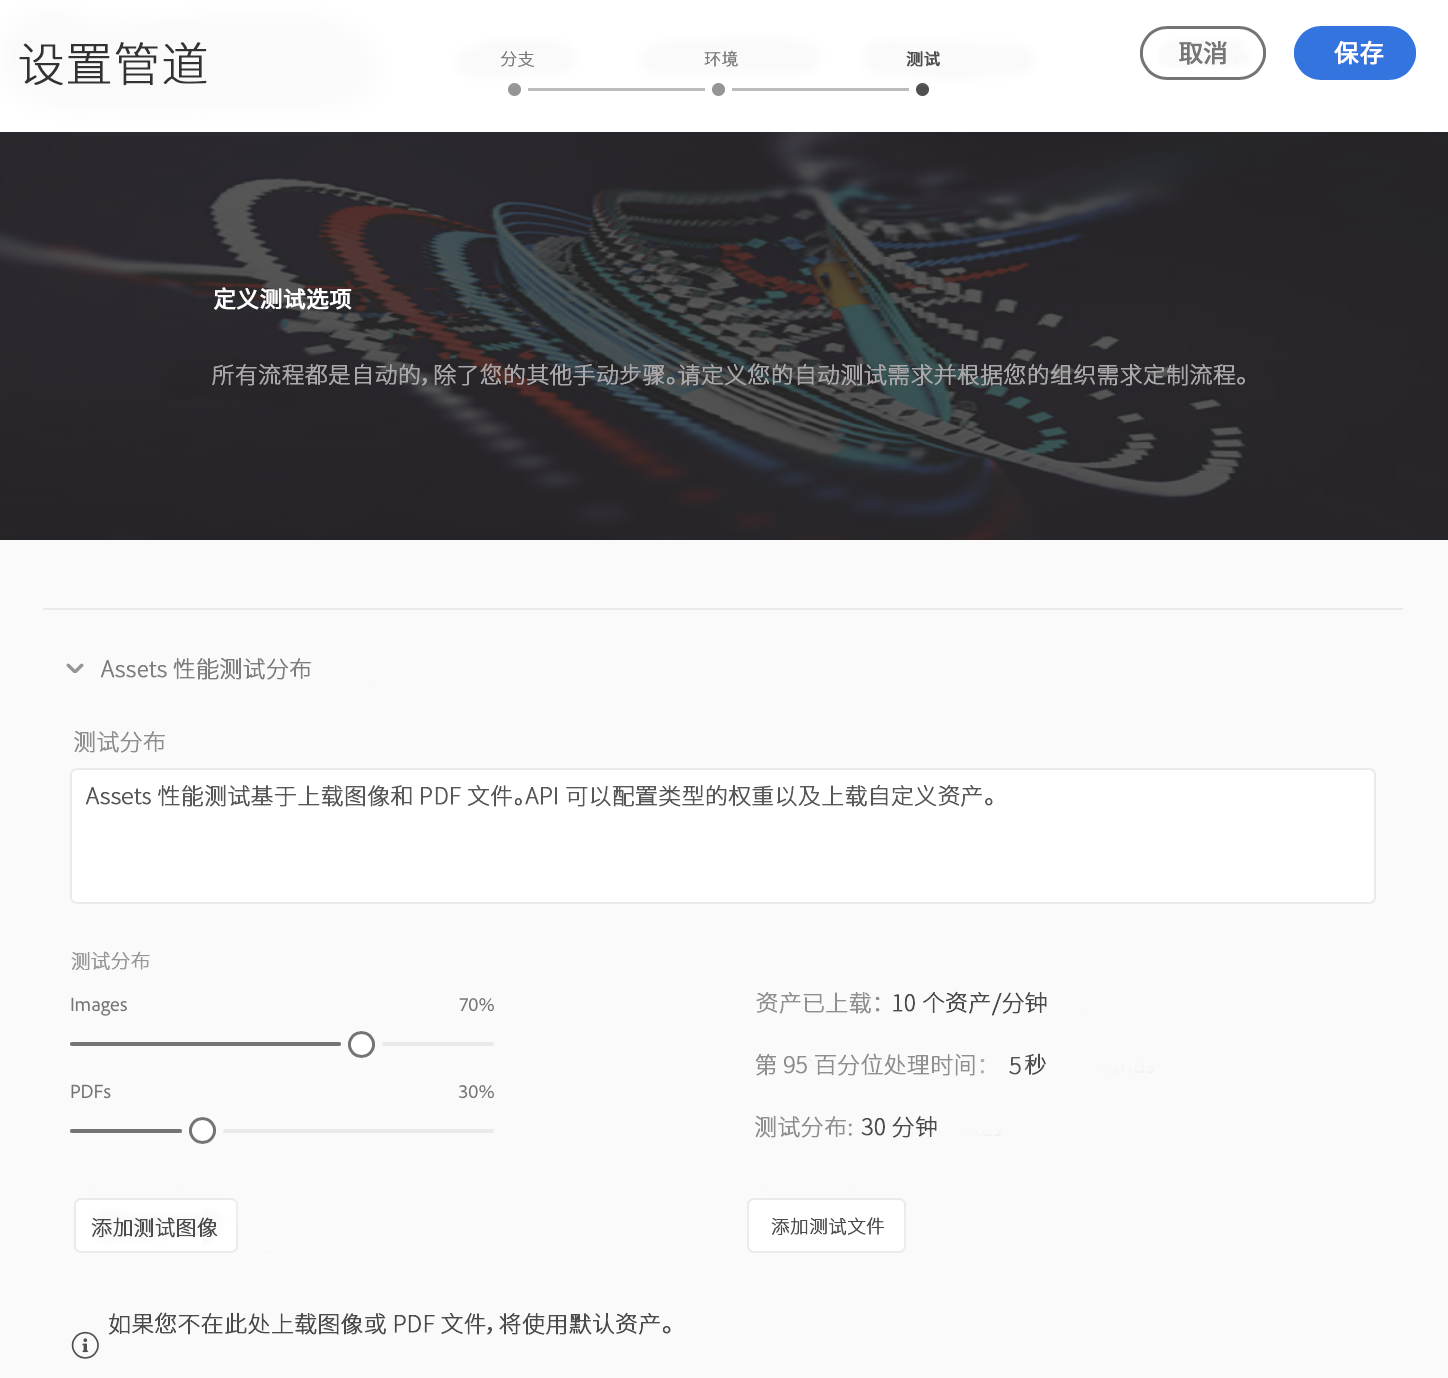 设置管道
分支
环境
测试
取消
保存
定义测试选项
所有流程都是自动的，除了您的其他手动步骤。请定义您的自动测试需求并根据您的组织需求定制流程。
Assets 性能测试分布
测试分布
Assets 性能测试基于上载图像和 PDF 文件。API 可以配置类型的权重以及上载自定义资产。
测试分布
Images 70%
PDFs 30%
资产已上载：10 个资产/分钟
第 95 百分位处理时间： 5 秒
测试分布: 30 分钟
添加测试图像
添加测试文件
如果您不在此处上载图像或 PDF 文件，将使用默认资产。